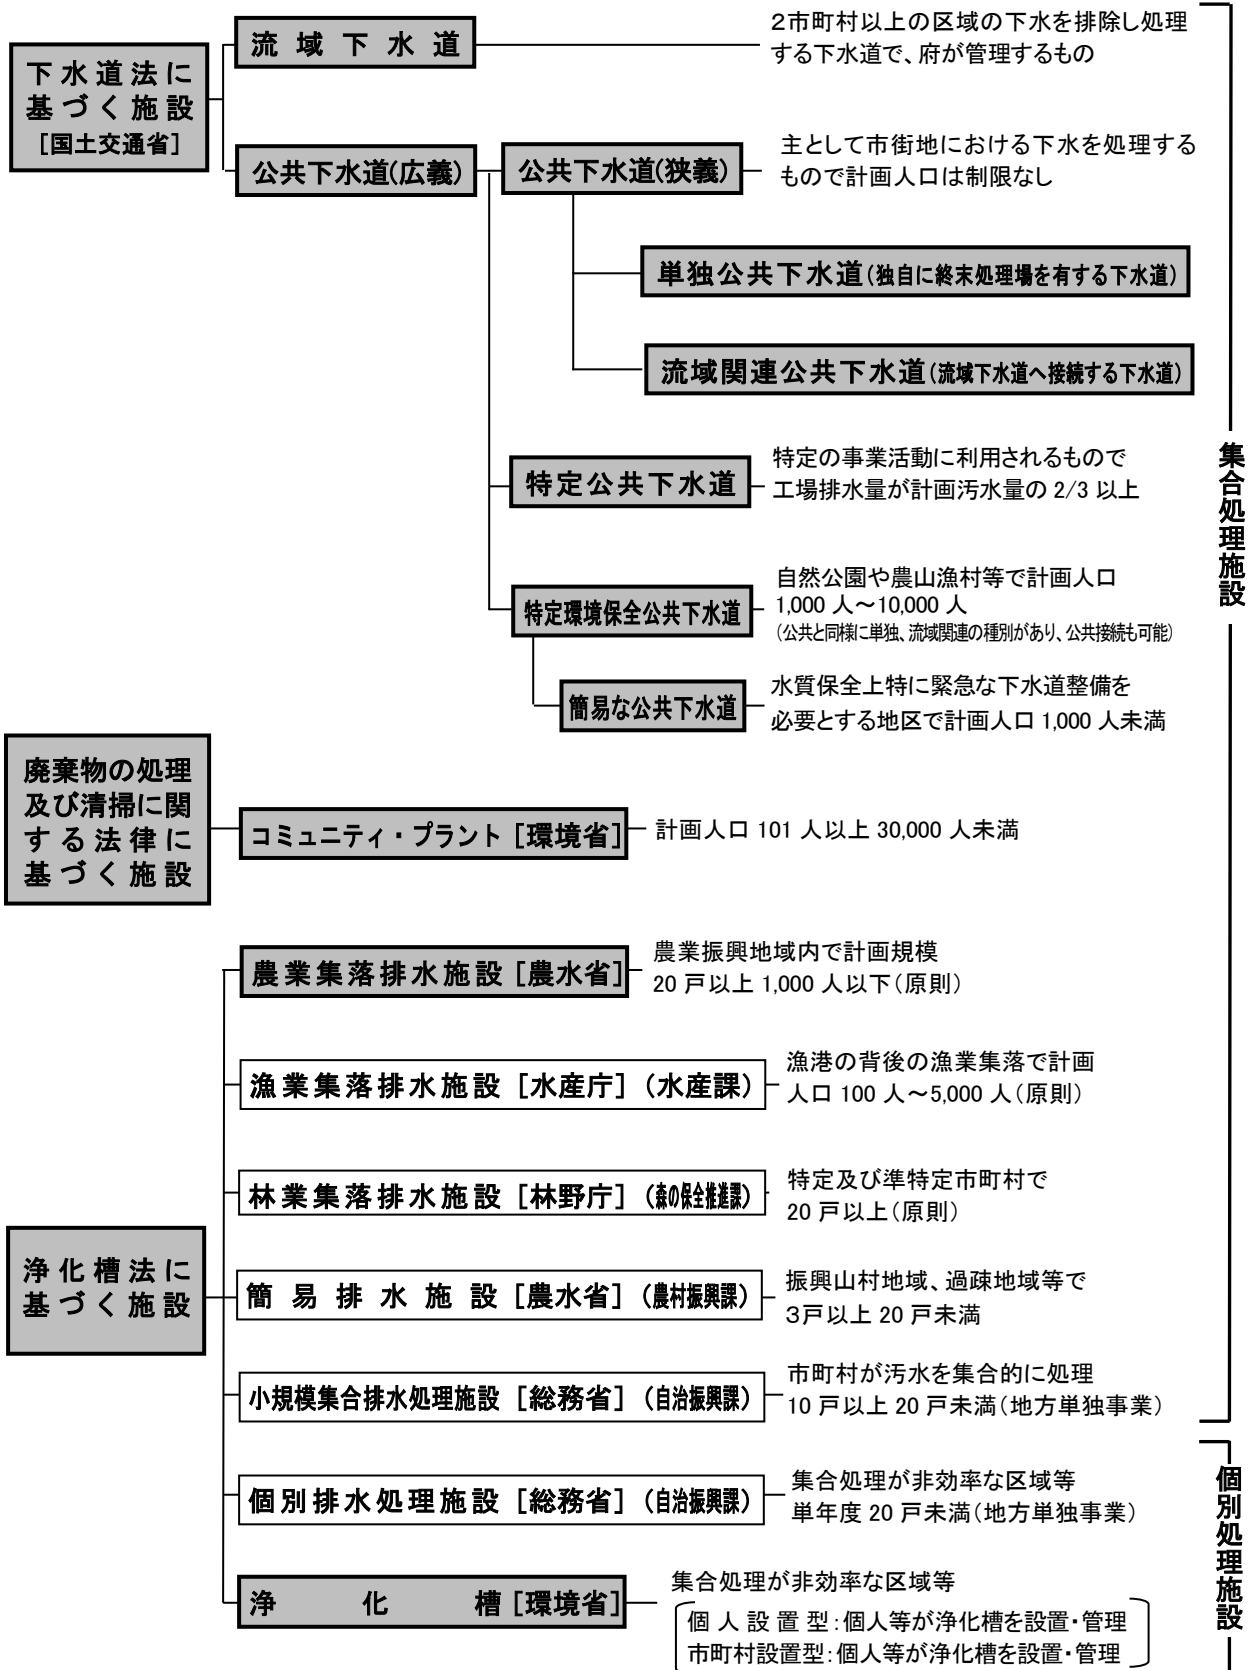 下水道法に
基づく施設
［国土交通省］
流域下水道
２市町村以上の区域の下水を排除し処理
する下水道で、府が管理するもの
公共下水道(広義)
公共下水道(狭義)
主として市街地における下水を処理する
もので計画人口は制限なし
単独公共下水道(独自に終末処理場を有する下水道)
流域関連公共下水道(流域下水道へ接続する下水道)
特定公共下水道
特定の事業活動に利用されるもので
工場排水量が計画汚水量の 2/3 以上
特定環境保全公共下水道
自然公園や農山漁村等で計画人口
1,000 人～10,000 人
(公共と同様に単独、流域関連の種別があり、公共接続も可能)
簡易な公共下水道
水質保全上特に緊急な下水道整備を
必要とする地区で計画人口 1,000 人未満
集合処理施設
廃棄物の処理
及び清掃に関
する法律に
基づく施設
コミュニティ・プラント［環境省］
計画人口 101 人以上 30,000 人未満
浄化槽法に
基づく施設
農業集落排水施設［農水省］
農業振興地域内で計画規模
20 戸以上 1,000 人以下（原則）
漁業集落排水施設［水産庁］（水産課）
漁港の背後の漁業集落で計画
人口 100 人～5,000 人（原則）
林業集落排水施設［林野庁］（森の保全推進課）
特定及び準特定市町村で
20 戸以上（原則）
簡易排水施設［農水省］（農村振興課）
振興山村地域、過疎地域等で
３戸以上 20 戸未満
小規模集合排水処理施設［総務省］（自治振興課）
市町村が汚水を集合的に処理
10 戸以上 20 戸未満（地方単独事業）
個別排水処理施設［総務省］（自治振興課）
集合処理が非効率な区域等
単年度 20 戸未満（地方単独事業）
浄化槽［環境省］
集合処理が非効率な区域等
個人設置型：個人等が浄化槽を設置・管理
市町村設置型：個人等が浄化槽を設置・管理
個別処理施設